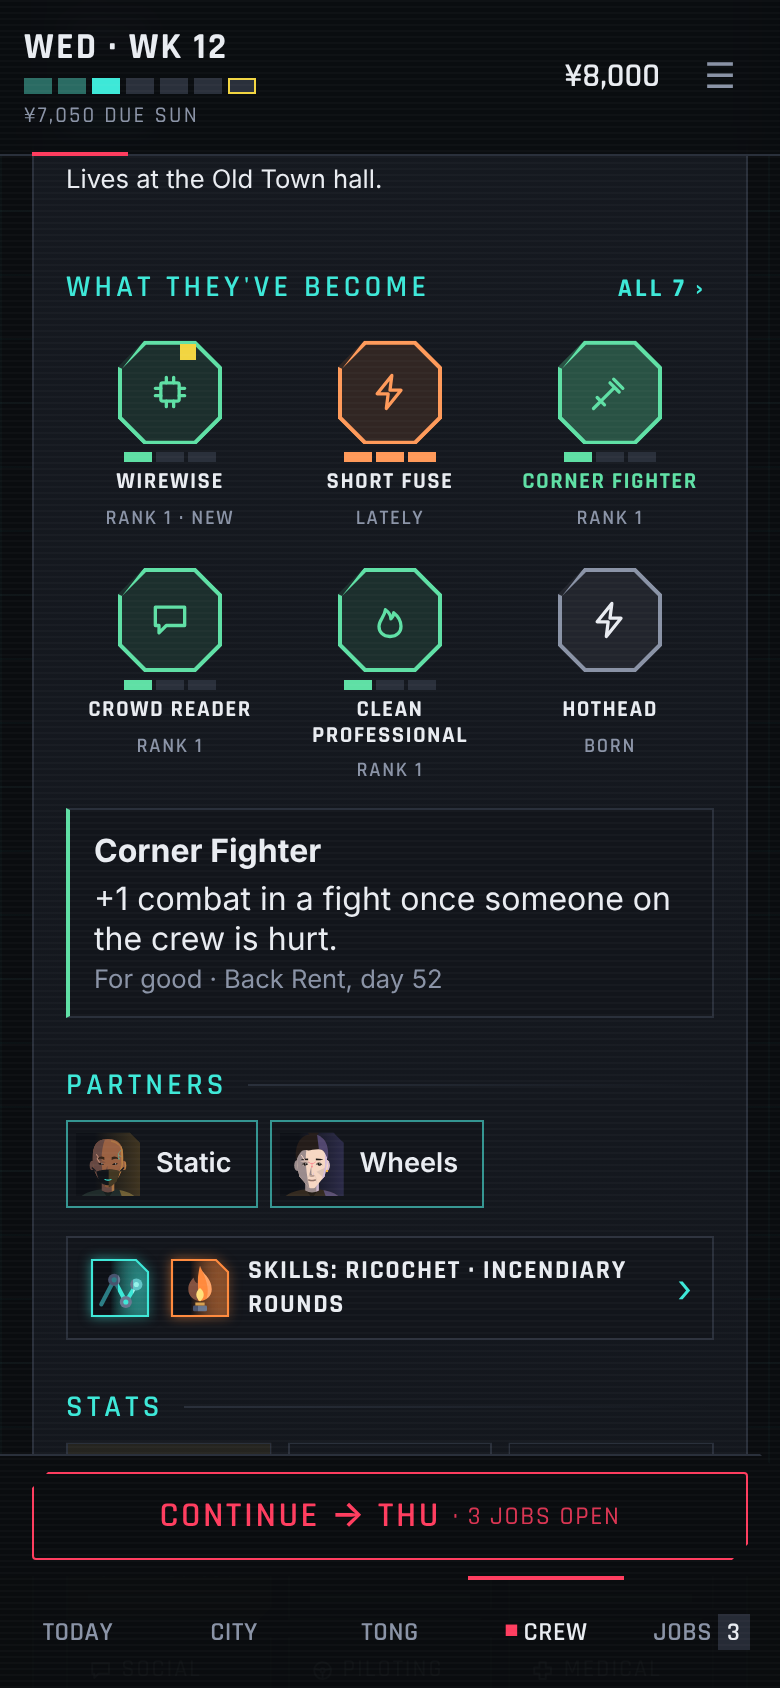 WED · WK 12
¥8,000
¥7,050 DUE SUN
Lives at the Old Town hall.
WHAT THEY'VE BECOME
ALL 7 ›
WIREWISE
RANK 1 · NEW
SHORT FUSE
LATELY
CORNER FIGHTER
RANK 1
CROWD READER
RANK 1
CLEAN
PROFESSIONAL
RANK 1
HOTHEAD
BORN
Corner Fighter
+1 combat in a fight once someone on
the crew is hurt.
For good · Back Rent, day 52
PARTNERS
Static
Wheels
SKILLS: RICOCHET · INCENDIARY
ROUNDS
STATS
CONTINUE → THU · 3 JOBS OPEN
TODAY
CITY
TONG
CREW
JOBS 3
SOCIAL
PILOTING
MEDICAL